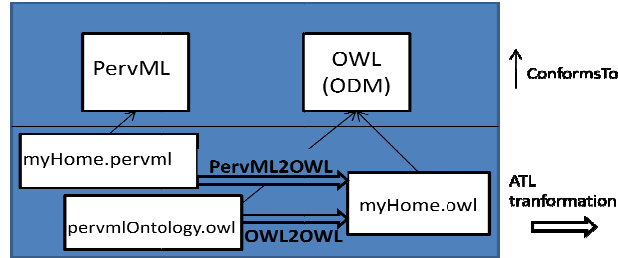 PervML
OWL
(ODM)
ConformsTo
myHome.pervml
PervML2OWL
ATL
tranformation
myHome.owl
pervmlOntology.owl
OWL2OWL